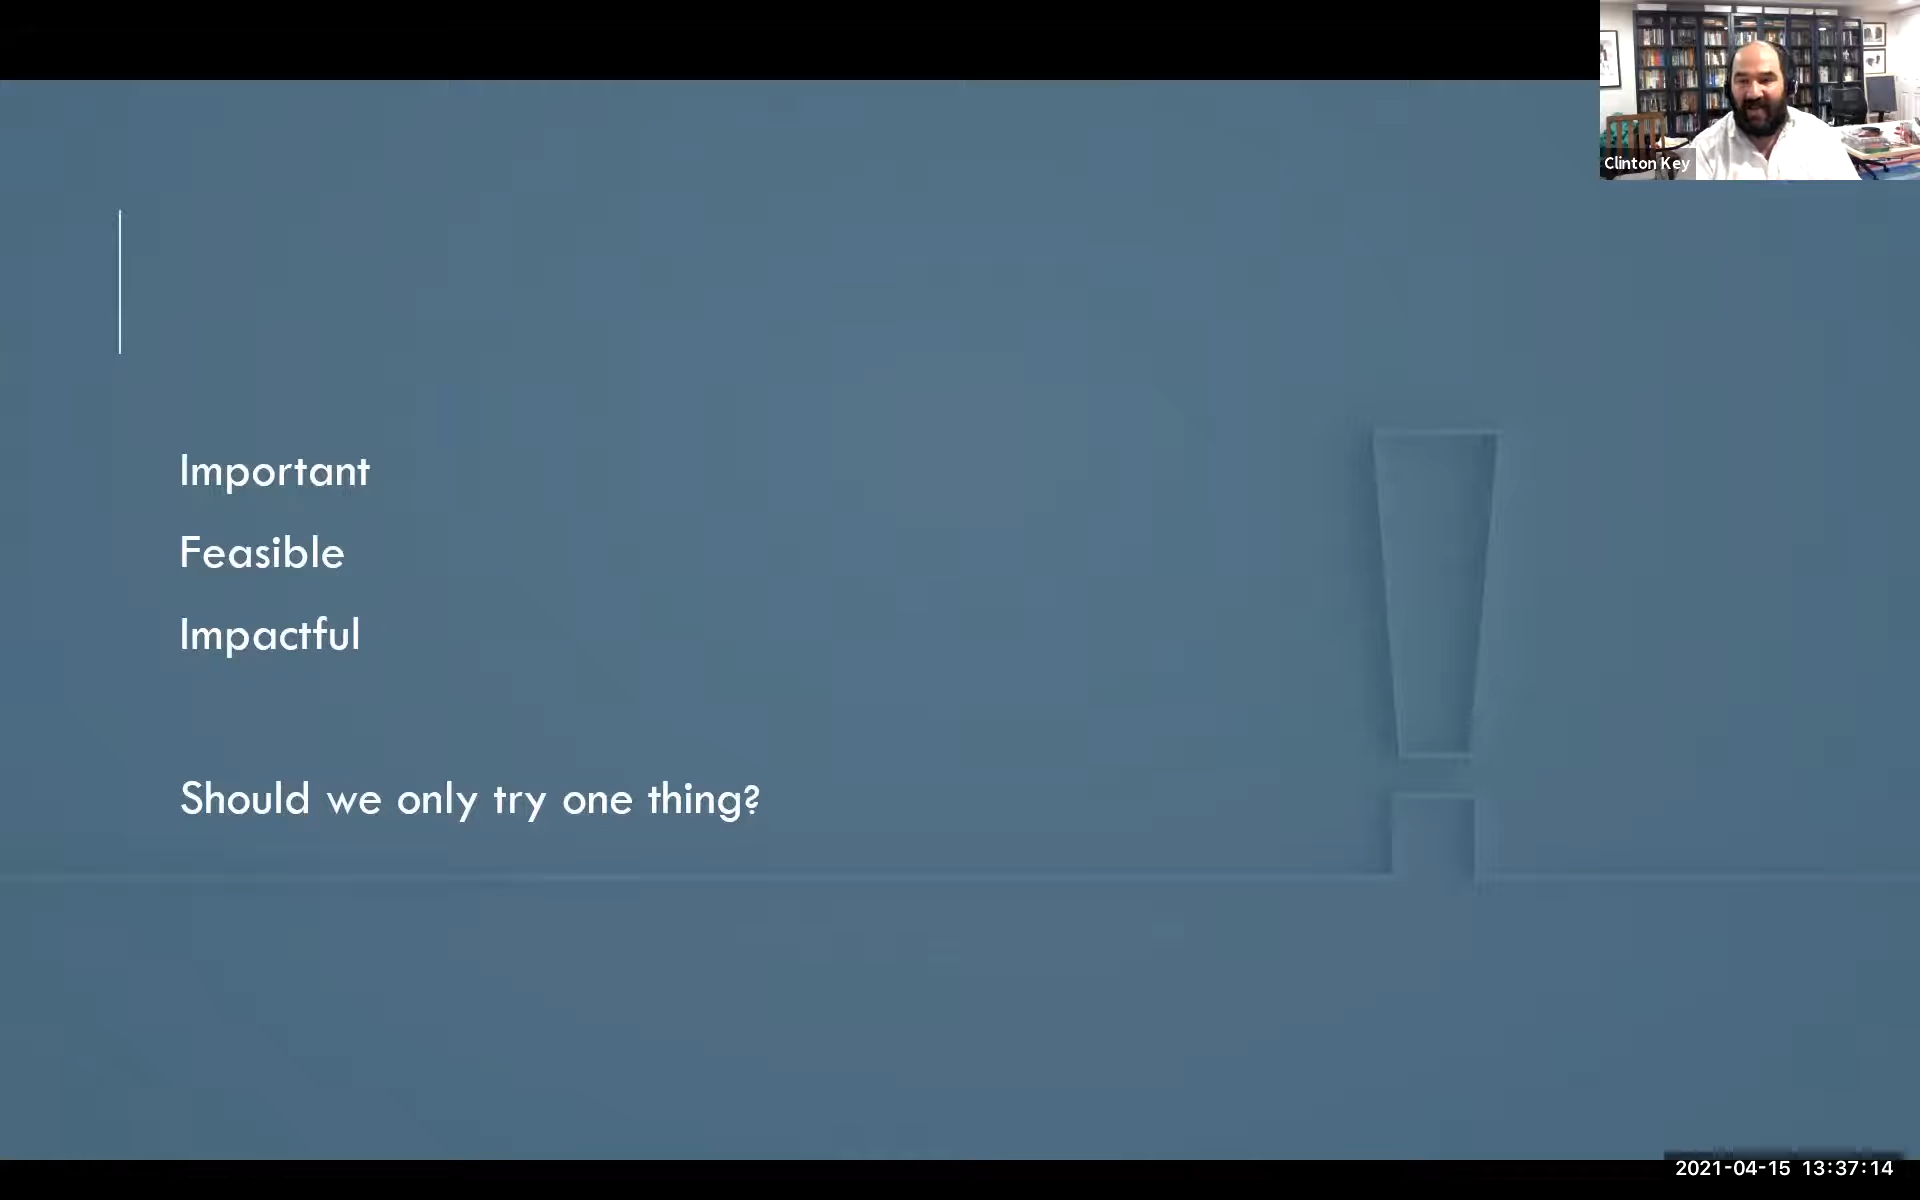 Clinton Key
Important
Feasible
Impactful
Should we only try one thing?
2021-04-15 13:37:14